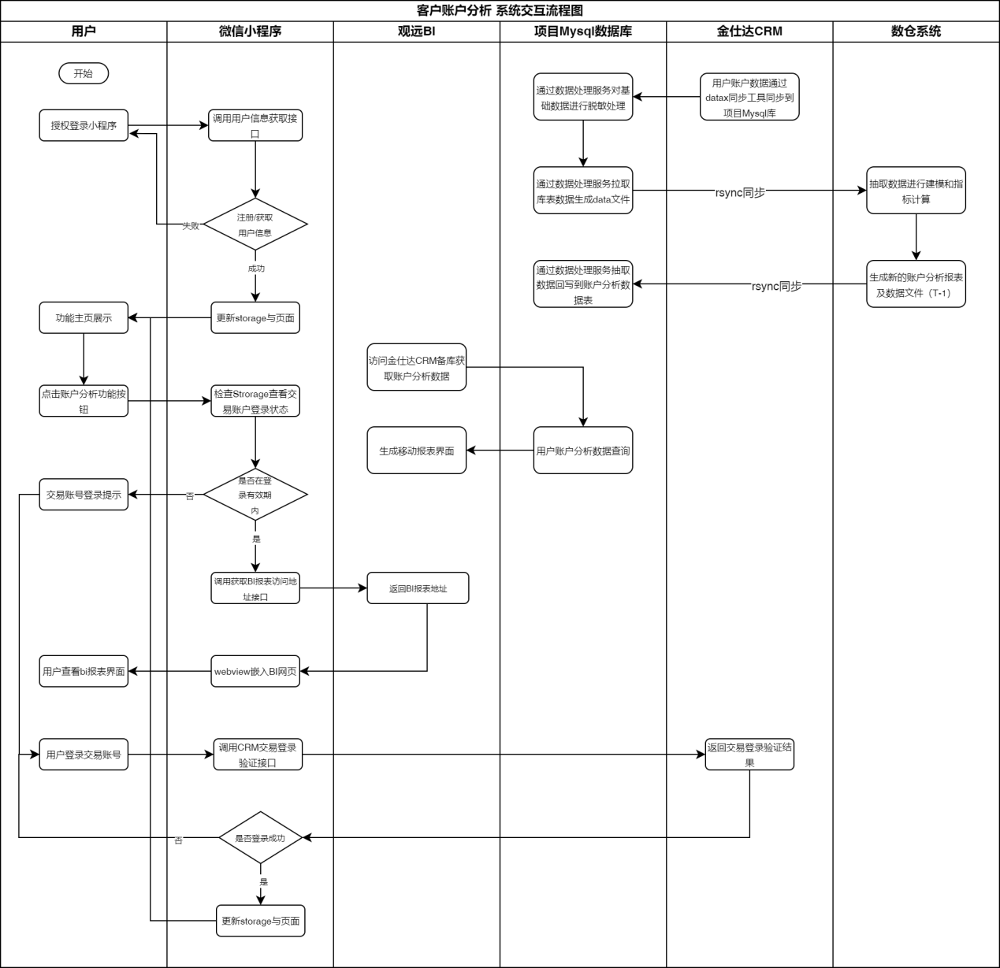 客户账户分析 系统交互流程图
用户
微信小程序
观远BI
项目Mysql数据库
金仕达CRM
数仓系统
开始
通过数据处理服务对基
础数据进行脱敏处理
用户账户数据通过
datax同步工具同步到
项目Mysql库
授权登录小程序
调用用户信息获取接
口
通过数据处理服务拉取
库表数据生成data文件
rsync同步
抽取数据进行建模和指
标计算
注册/获取
用户信息
失败
成功
通过数据处理服务抽取
数据回写到账户分析数
据表
rsync同步
生成新的账户分析报表
及数据文件（T-1）
功能主页展示
更新storage与页面
访问金仕达CRM备库获
取账户分析数据
点击账户分析功能按
钮
检查Strorage查看交
易账户登录状态
生成移动报表界面
用户账户分析数据查询
交易账号登录提示
否
是否在登
录有效期
内
是
调用获取BI报表访问地
址接口
返回BI报表地址
用户查看bi报表界面
webview嵌入BI网页
用户登录交易账号
调用CRM交易登录
验证接口
返回交易登录验证结
果
否
是否登录成功
是
更新storage与页面